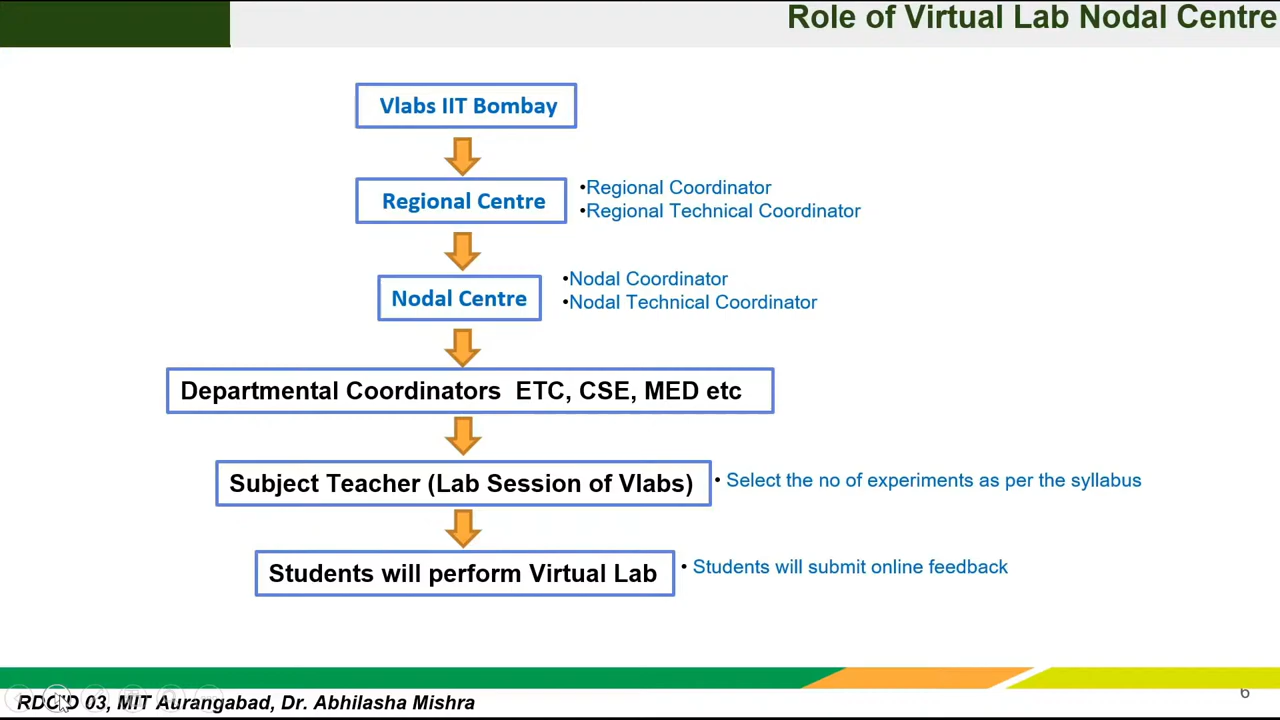 Role of Virtual Lab Nodal Centre
Vlabs IIT Bombay
Regional Centre
•Regional Coordinator
•Regional Technical Coordinator
Nodal Centre
•Nodal Coordinator
•Nodal Technical Coordinator
Departmental Coordinators ETC, CSE, MED etc
Subject Teacher (Lab Session of Vlabs)
• Select the no of experiments as per the syllabus
Students will perform Virtual Lab
• Students will submit online feedback
03, MIT Aurangabad, Dr. Abhilasha Mishra
6